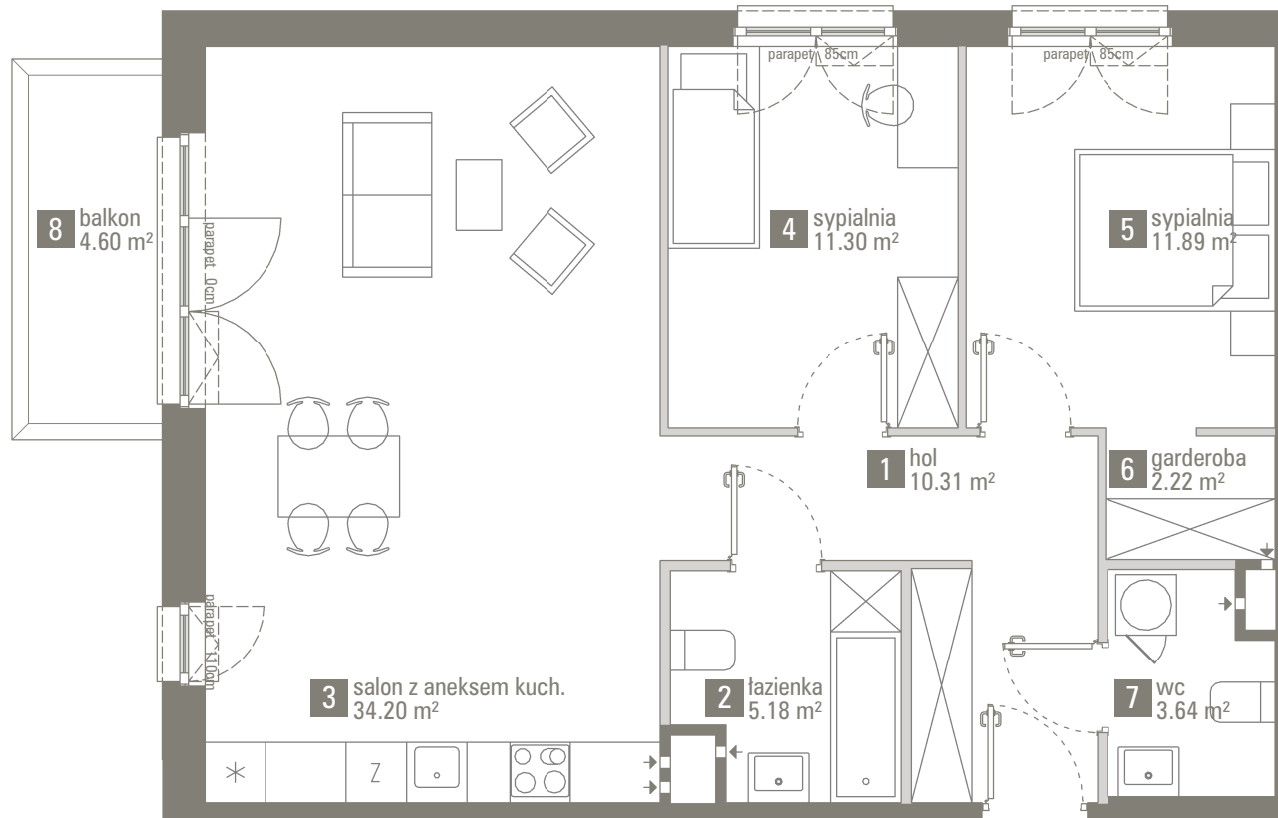 parapet 85cm
parapet 85cm
8 balkon
4.60 m²
parapet 0cm
4 sypialnia
11.30 m²
5 sypialnia
11.89 m²
1 hol
10.31 m²
6 garderoba
2.22 m²
parapet 110cm
3 salon z aneksem kuch.
34.20 m²
2 łazienka
5.18 m²
7 wc
3.64 m²
Z